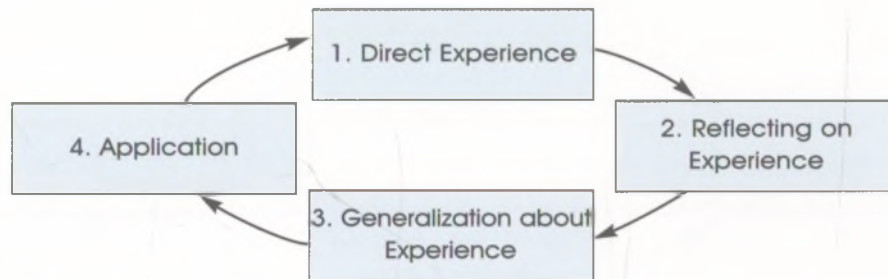 1. Direct Experience
2. Reflecting on
Experience
3. Generalization about
Experience
4. Application